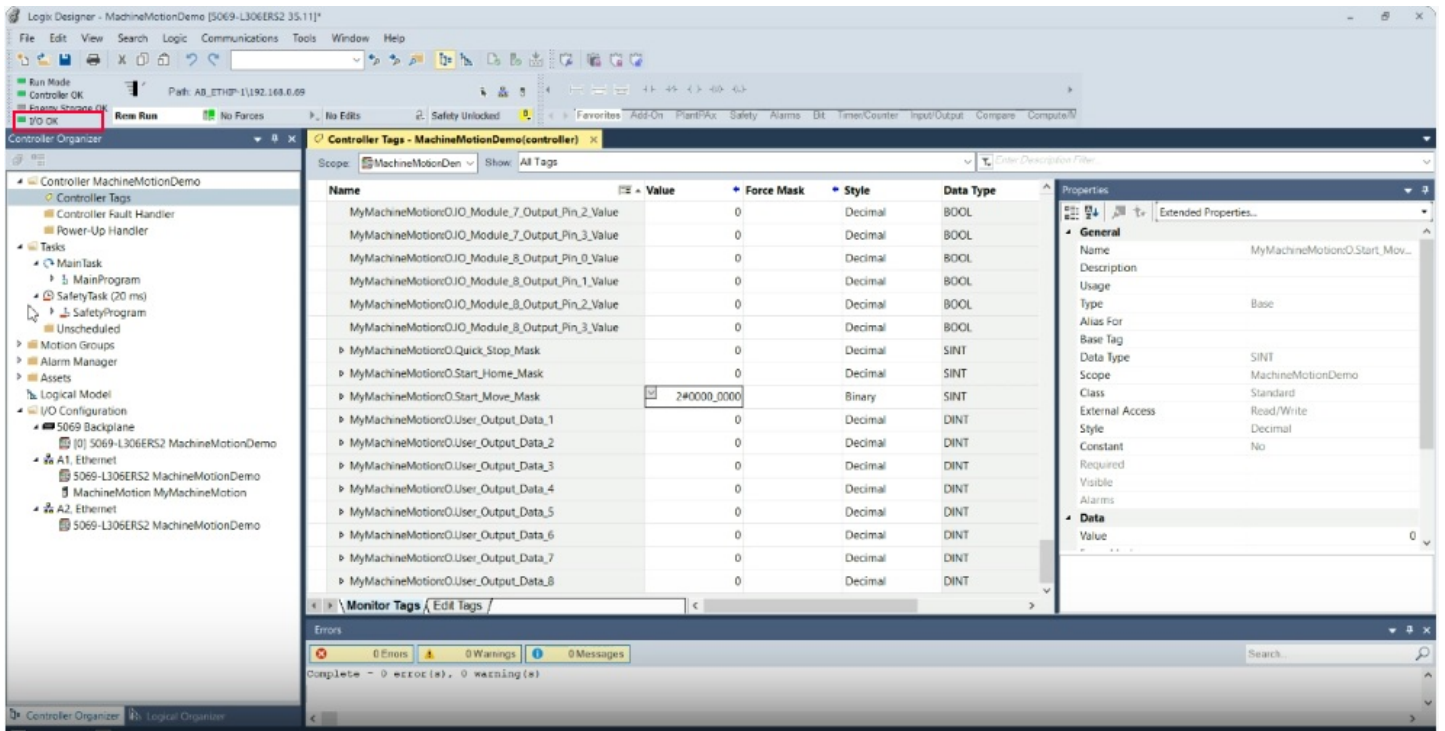 Logix Designer - MachineMotionDemo [5069-L306ERS2 35.11]*
File Edit View Search Logic Communications Tools Window Help
Run Mode
Controller OK
Path: AB_ETHIP-1\192.168.0.69
Energy Storage OK
I/O OK
Rem Run No Forces No Edits Safety Unlocked
Favorites Add-On PlantPAx Safety Alarms Bit Timer/Counter Input/Output Compare
Controller Organizer
Controller Tags - MachineMotionDemo(controller)
Scope: MachineMotionDen Show: All Tags Enter Description Filter...
Controller MachineMotionDemo
Controller Tags
Controller Fault Handler
Power-Up Handler
Tasks
MainTask
MainProgram
SafetyTask (20 ms)
SafetyProgram
Unscheduled
Motion Groups
Alarm Manager
Assets
Logical Model
I/O Configuration
5069 Backplane
[0] 5069-L306ERS2 MachineMotionDemo
A1, Ethernet
5069-L306ERS2 MachineMotionDemo
MachineMotion MyMachineMotion
A2, Ethernet
5069-L306ERS2 MachineMotionDemo
Controller Organizer Logical Organizer
Name Value Force Mask Style Data Type
MyMachineMotion:O.IO_Module_7_Output_Pin_2_Value 0 Decimal BOOL
MyMachineMotion:O.IO_Module_7_Output_Pin_3_Value 0 Decimal BOOL
MyMachineMotion:O.IO_Module_8_Output_Pin_0_Value 0 Decimal BOOL
MyMachineMotion:O.IO_Module_8_Output_Pin_1_Value 0 Decimal BOOL
MyMachineMotion:O.IO_Module_8_Output_Pin_2_Value 0 Decimal BOOL
MyMachineMotion:O.IO_Module_8_Output_Pin_3_Value 0 Decimal BOOL
MyMachineMotion:O.Quick_Stop_Mask 0 Decimal SINT
MyMachineMotion:O.Start_Home_Mask 0 Decimal SINT
MyMachineMotion:O.Start_Move_Mask 2#0000_0000 Binary SINT
MyMachineMotion:O.User_Output_Data_1 0 Decimal DINT
MyMachineMotion:O.User_Output_Data_2 0 Decimal DINT
MyMachineMotion:O.User_Output_Data_3 0 Decimal DINT
MyMachineMotion:O.User_Output_Data_4 0 Decimal DINT
MyMachineMotion:O.User_Output_Data_5 0 Decimal DINT
MyMachineMotion:O.User_Output_Data_6 0 Decimal DINT
MyMachineMotion:O.User_Output_Data_7 0 Decimal DINT
MyMachineMotion:O.User_Output_Data_8 0 Decimal DINT
Monitor Tags Edit Tags
Properties
Extended Properties...
General
Name MyMachineMotion:O.Start_Mov...
Description
Usage
Type Base
Alias For
Base Tag
Data Type SINT
Scope MachineMotionDemo
Class Standard
External Access Read/Write
Style Decimal
Constant No
Required
Visible
Alarms
Data
Value 0
Errors
0 Errors 0 Warnings 0 Messages Search...
Complete - 0 error(s), 0 warning(s)